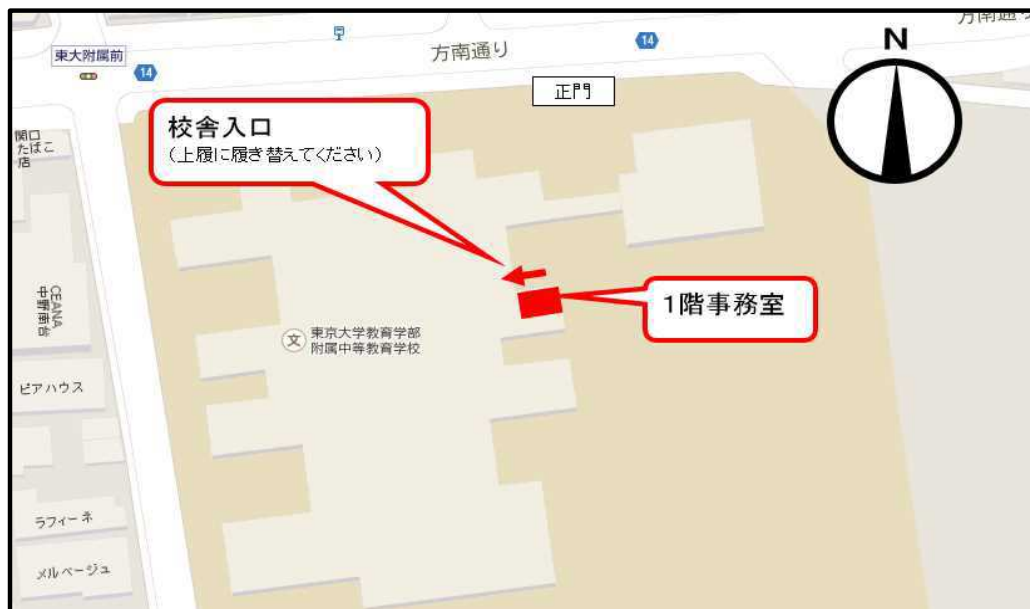 方南通り
14
東大附属前
14
方南通り
N
正門
校舎入口
(上履に履き替えてください)
関口
たばこ
店
1階事務室
CEANA
中野南台
文
東京大学教育学部
附属中等教育学校
ピアハウス
ラフィーネ
メルベージュ